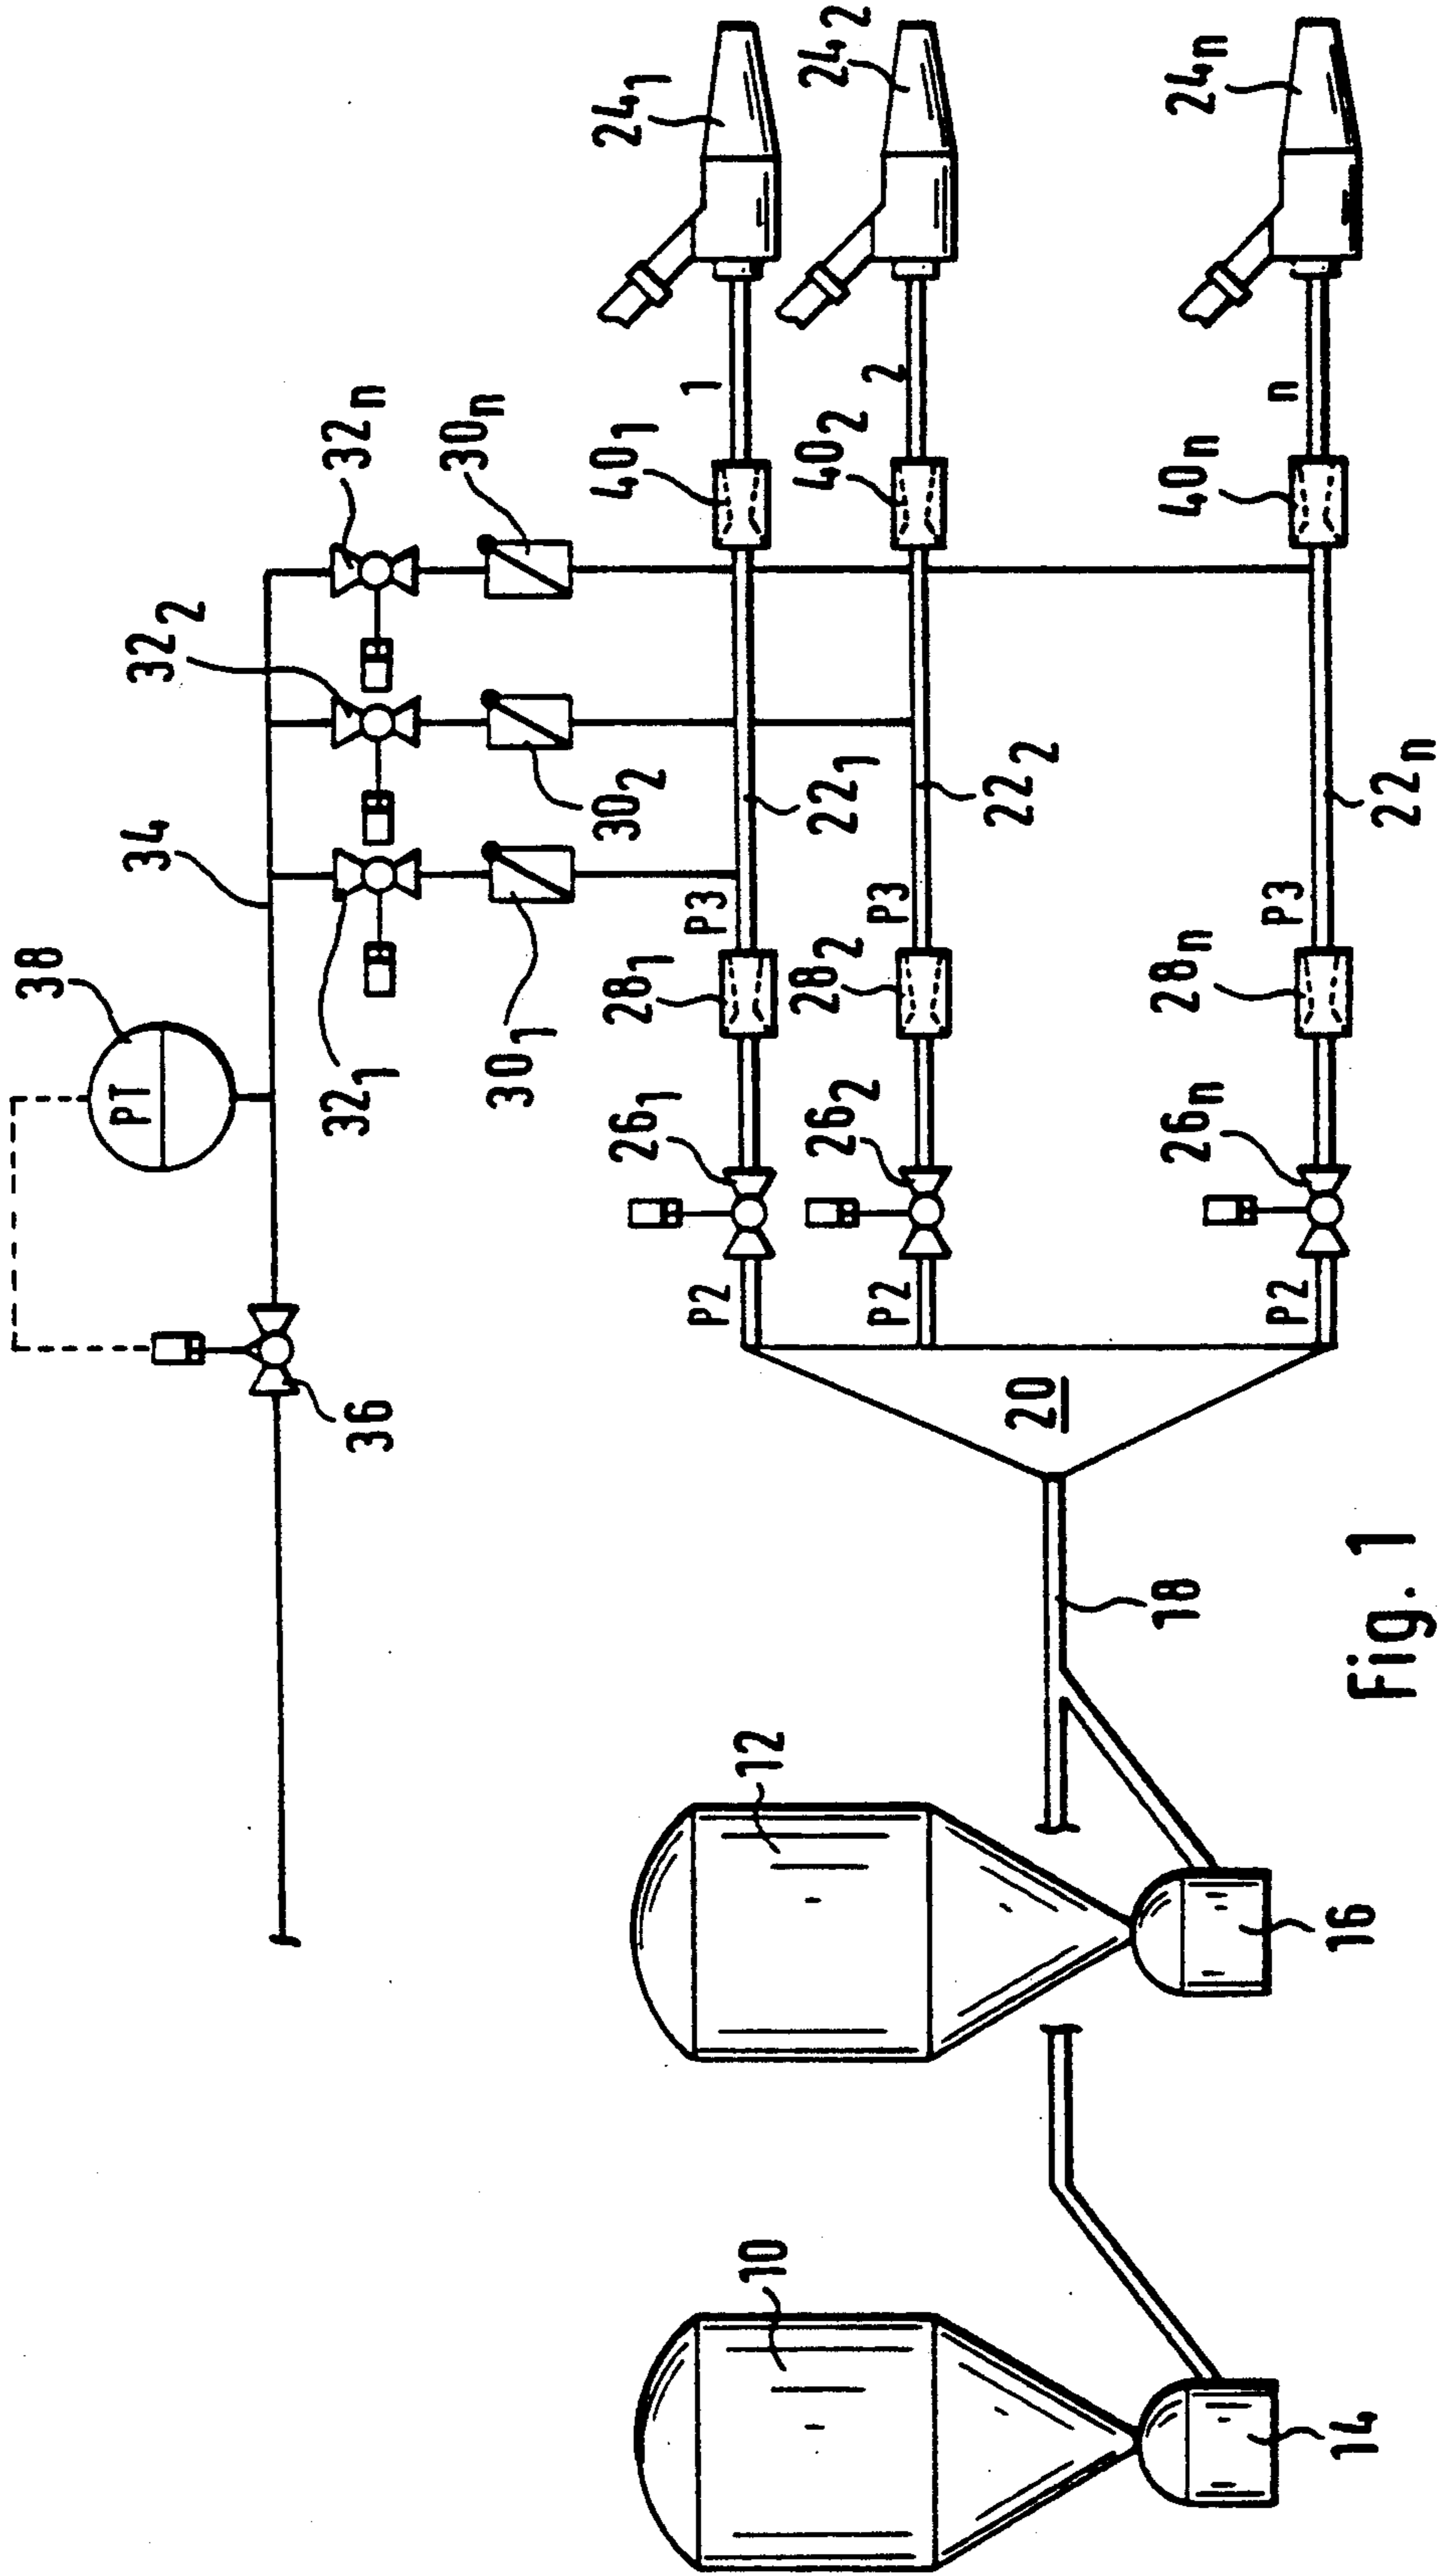 38
PT
34
32₂
32ₙ
36
32₁
30₁
30₂
30ₙ
26₁
28₁
P3
22₁
40₁
1
24₁
P2
26₂
28₂
P3
22₂
40₂
2
24₂
P2
20
26ₙ
28ₙ
P3
22ₙ
40ₙ
n
24ₙ
P2
10
12
18
14
16
Fig. 1